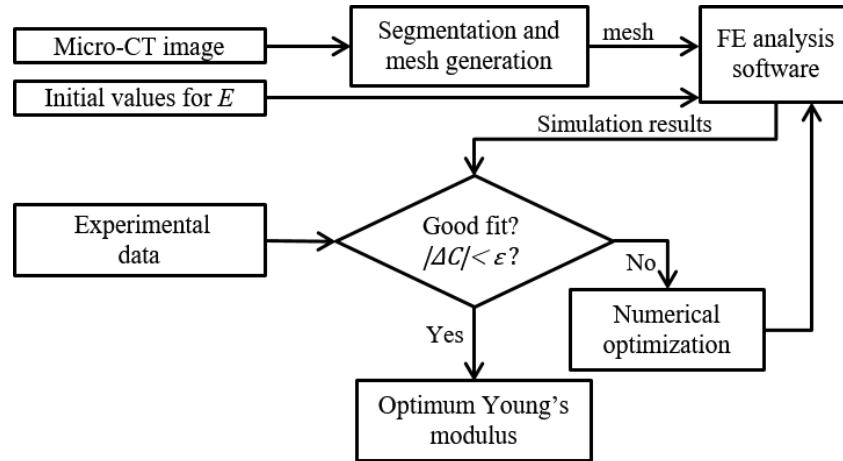 Micro-CT image
Segmentation and
mesh generation
mesh
FE analysis
software
Initial values for E
Simulation results
Experimental
data
Good fit?
|ΔC|< ε?
No
Numerical
optimization
Yes
Optimum Young’s
modulus